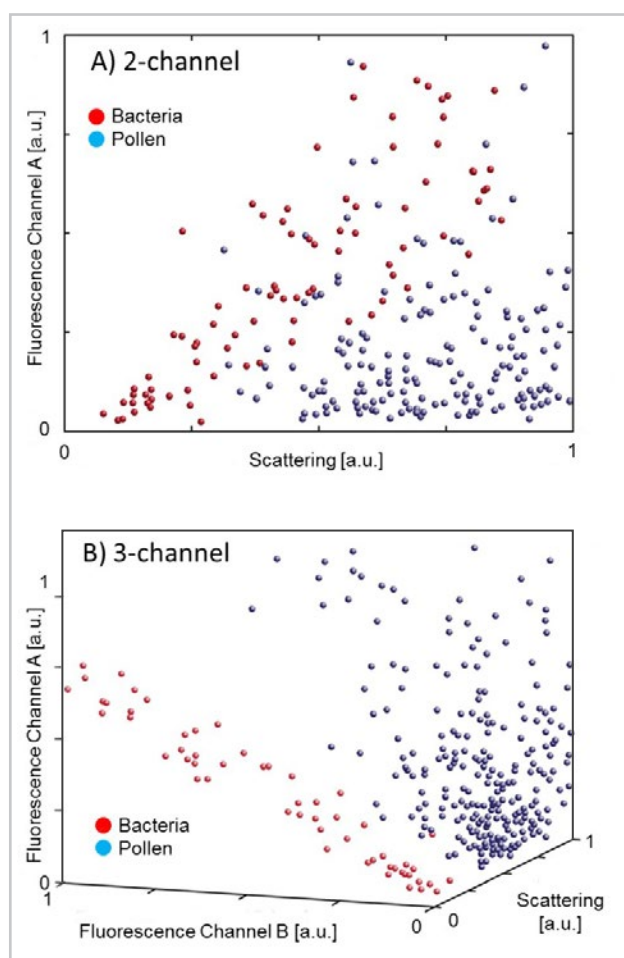 1
A) 2-channel
Bacteria
Pollen
Fluorescence Channel A [a.u.]
0
0
Scattering [a.u.]
1
B) 3-channel
1
Fluorescence Channel A [a.u.]
Bacteria
Pollen
0
1
1
Fluorescence Channel B [a.u.]
0
0
Scattering
[a.u.]